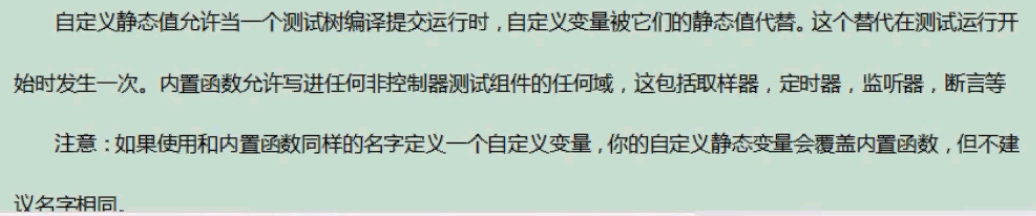 自定义静态值允许当一个测试树编译提交运行时，自定义变量被它们的静态值代替。这个替代在测试运行开
始时发生一次。内置函数允许写进任何非控制器测试组件的任何域，这包括取样器，定时器，监听器，断言等
注意：如果使用和内置函数同样的名字定义一个自定义变量，你的自定义静态变量会覆盖内置函数，但不建
议名字相同。